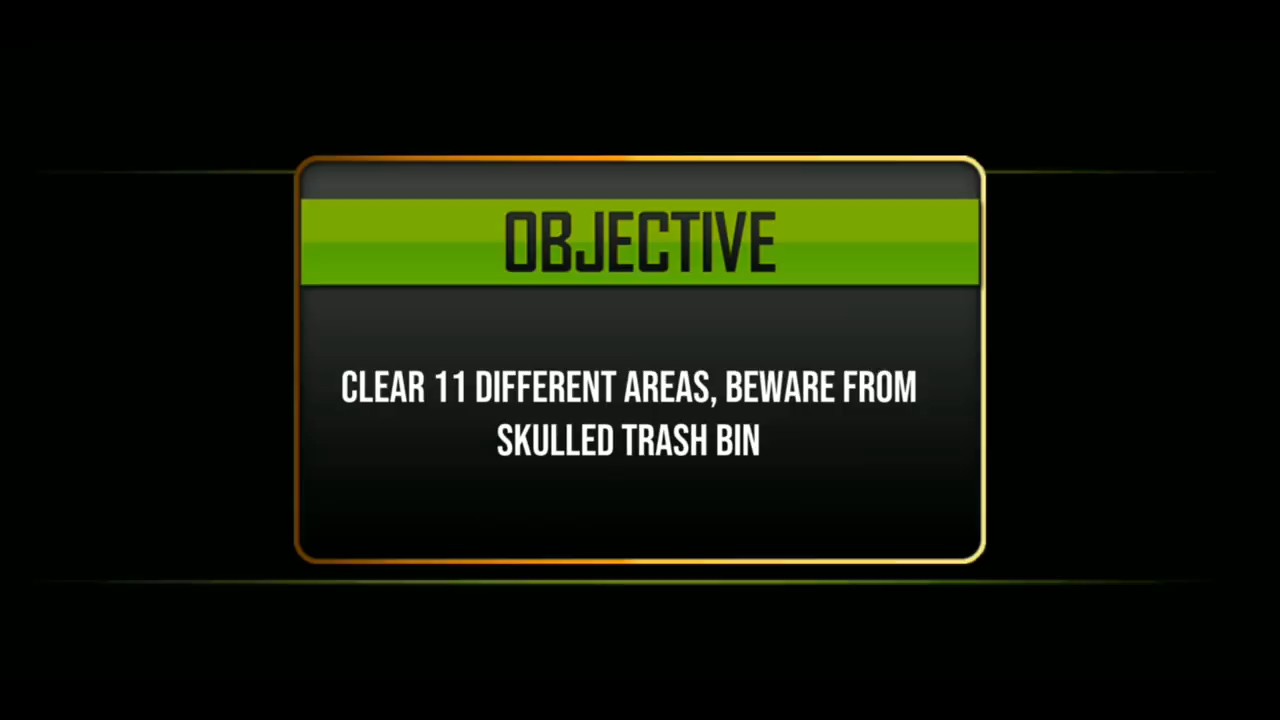 OBJECTIVE
CLEAR 11 DIFFERENT AREAS, BEWARE FROM
SKULLED TRASH BIN